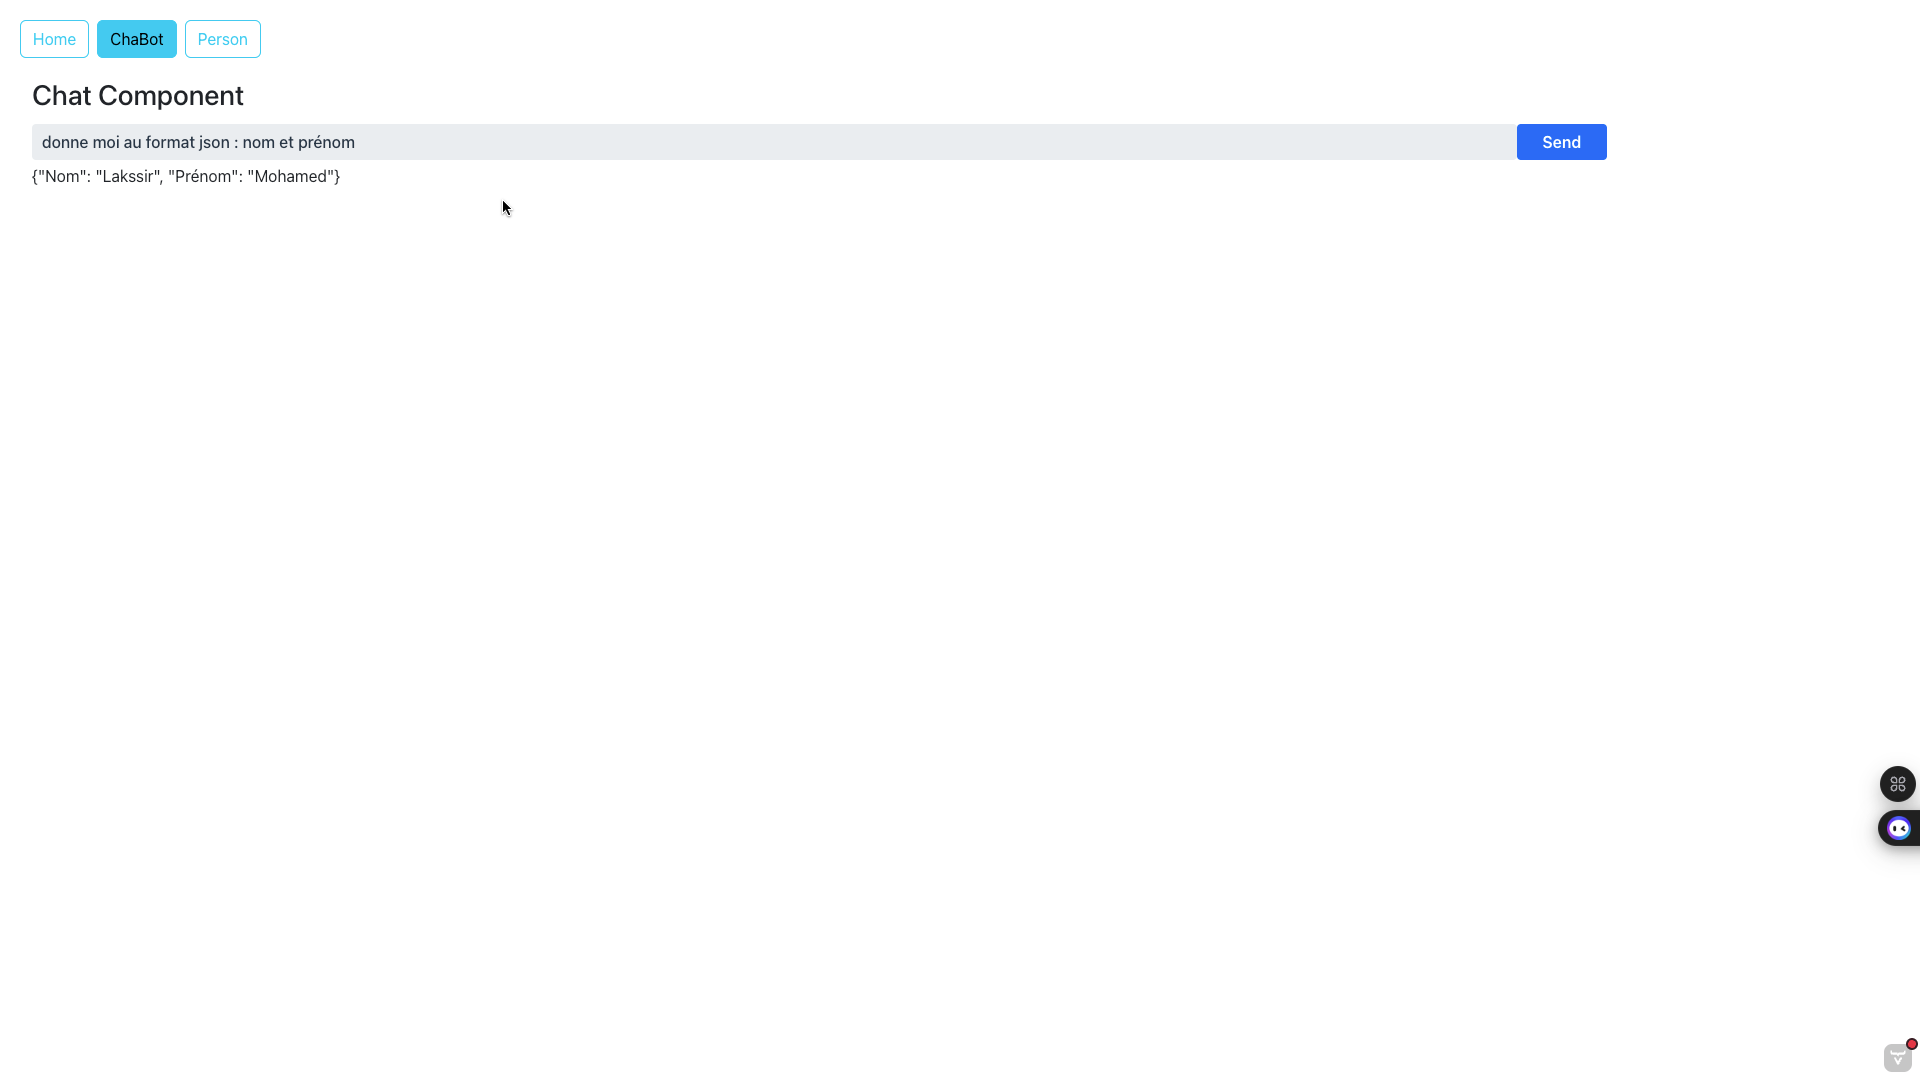 Home ChaBot Person
Chat Component
donne moi au format json : nom et prénom Send
{"Nom": "Lakssir", "Prénom": "Mohamed"}